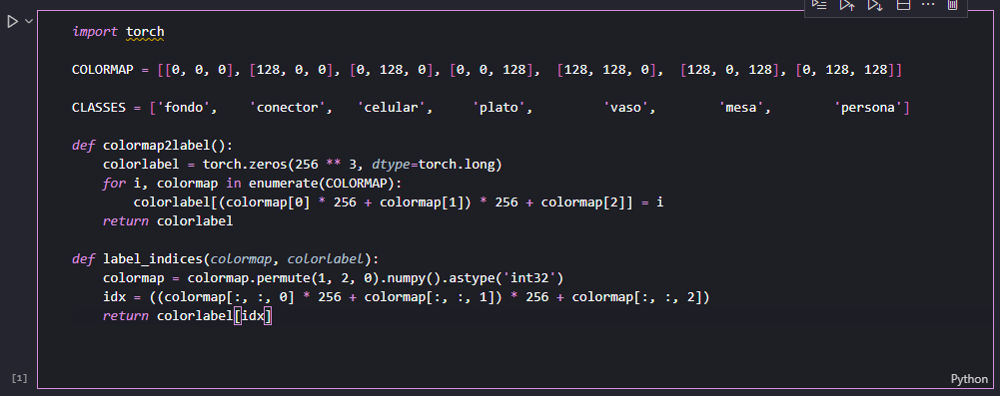 import torch
COLORMAP = [[0, 0, 0], [128, 0, 0], [0, 128, 0], [0, 0, 128], [128, 128, 0], [128, 0, 128], [0, 128, 128]]
CLASSES = ['fondo', 'conector', 'celular', 'plato', 'vaso', 'mesa', 'persona']
def colormap2label():
    colorlabel = torch.zeros(256 ** 3, dtype=torch.long)
    for i, colormap in enumerate(COLORMAP):
        colorlabel[(colormap[0] * 256 + colormap[1]) * 256 + colormap[2]] = i
    return colorlabel
def label_indices(colormap, colorlabel):
    colormap = colormap.permute(1, 2, 0).numpy().astype('int32')
    idx = ((colormap[:, :, 0] * 256 + colormap[:, :, 1]) * 256 + colormap[:, :, 2])
    return colorlabel[idx]
[1]
Python